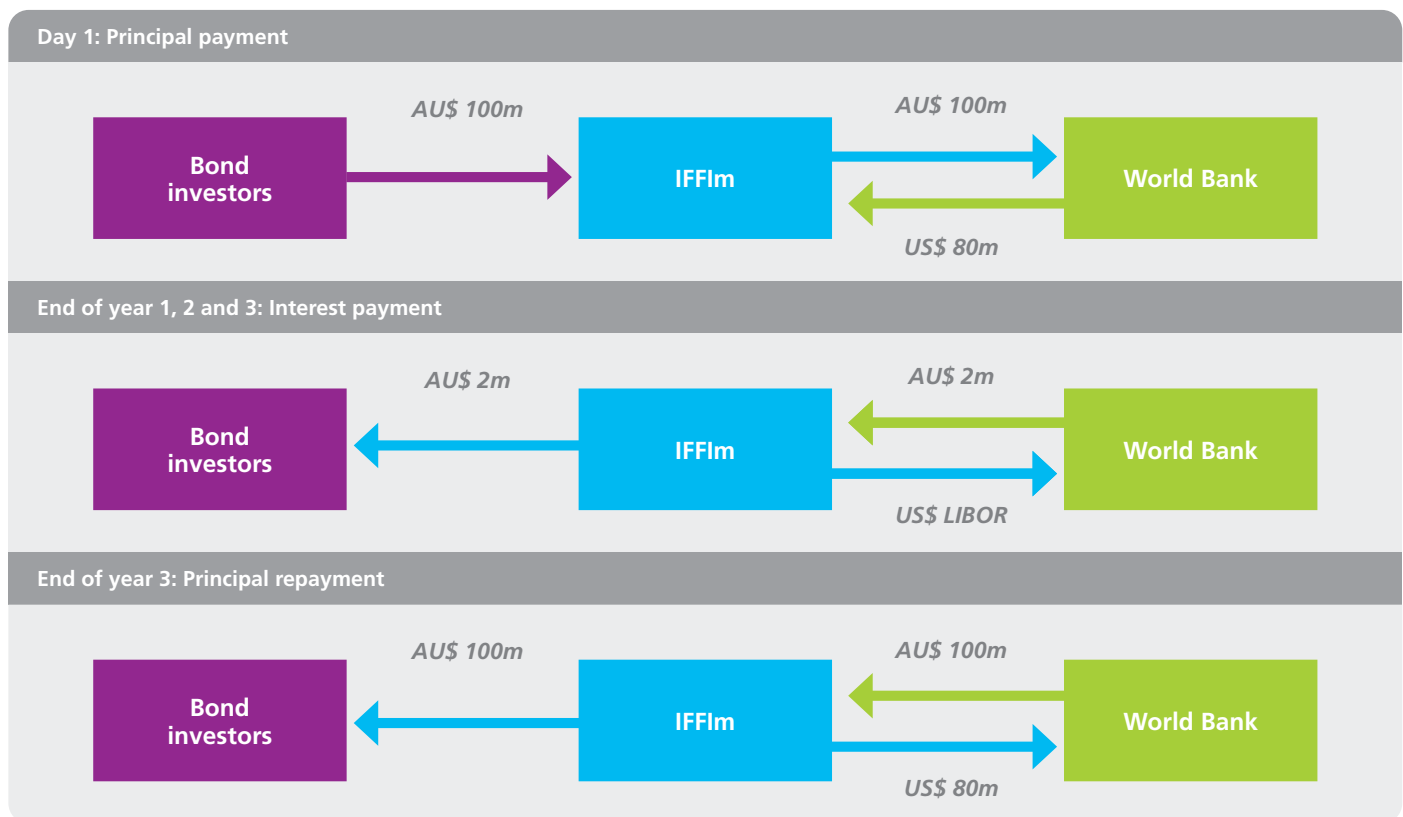 Day 1: Principal payment
AU$ 100m
AU$ 100m
Bond
investors
IFFIm
World Bank
US$ 80m
End of year 1, 2 and 3: Interest payment
AU$ 2m
AU$ 2m
Bond
investors
IFFIm
World Bank
US$ LIBOR
End of year 3: Principal repayment
AU$ 100m
AU$ 100m
Bond
investors
IFFIm
World Bank
US$ 80m